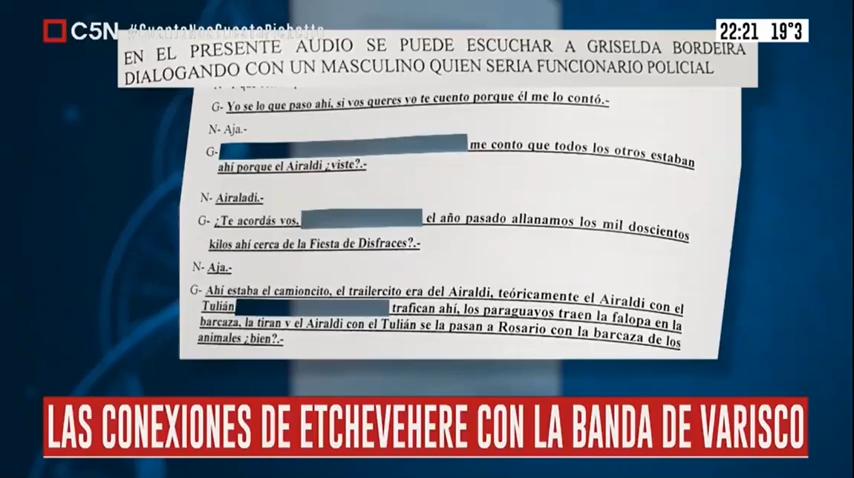 C5N
#CuantoNosCuestaPichetto
22:21 19°3
EN EL PRESENTE AUDIO SE PUEDE ESCUCHAR A GRISELDA BORDEIRA
DIALOGANDO CON UN MASCULINO QUIEN SERIA FUNCIONARIO POLICIAL
G- Yo se lo que paso ahí, si vos queres yo te cuento porque él me lo contó.-
N- Aja.-
G- me conto que todos los otros estaban
ahí porque el Airaldi ¿viste?.-
N- Airaladi.-
G- ¿Te acordás vos, el año pasado allanamos los mil doscientos
kilos ahí cerca de la Fiesta de Disfraces?.-
N- Aja.-
G- Ahí estaba el camioncito, el trailercito era del Airaldi, teóricamente el Airaldi con el
Tulián trafican ahí, los paraguayos traen la falopa en la
barcaza, la tiran y el Airaldi con el Tulián se la pasan a Rosario con la barcaza de los
animales ¿bien?.-
LAS CONEXIONES DE ETCHEVEHERE CON LA BANDA DE VARISCO